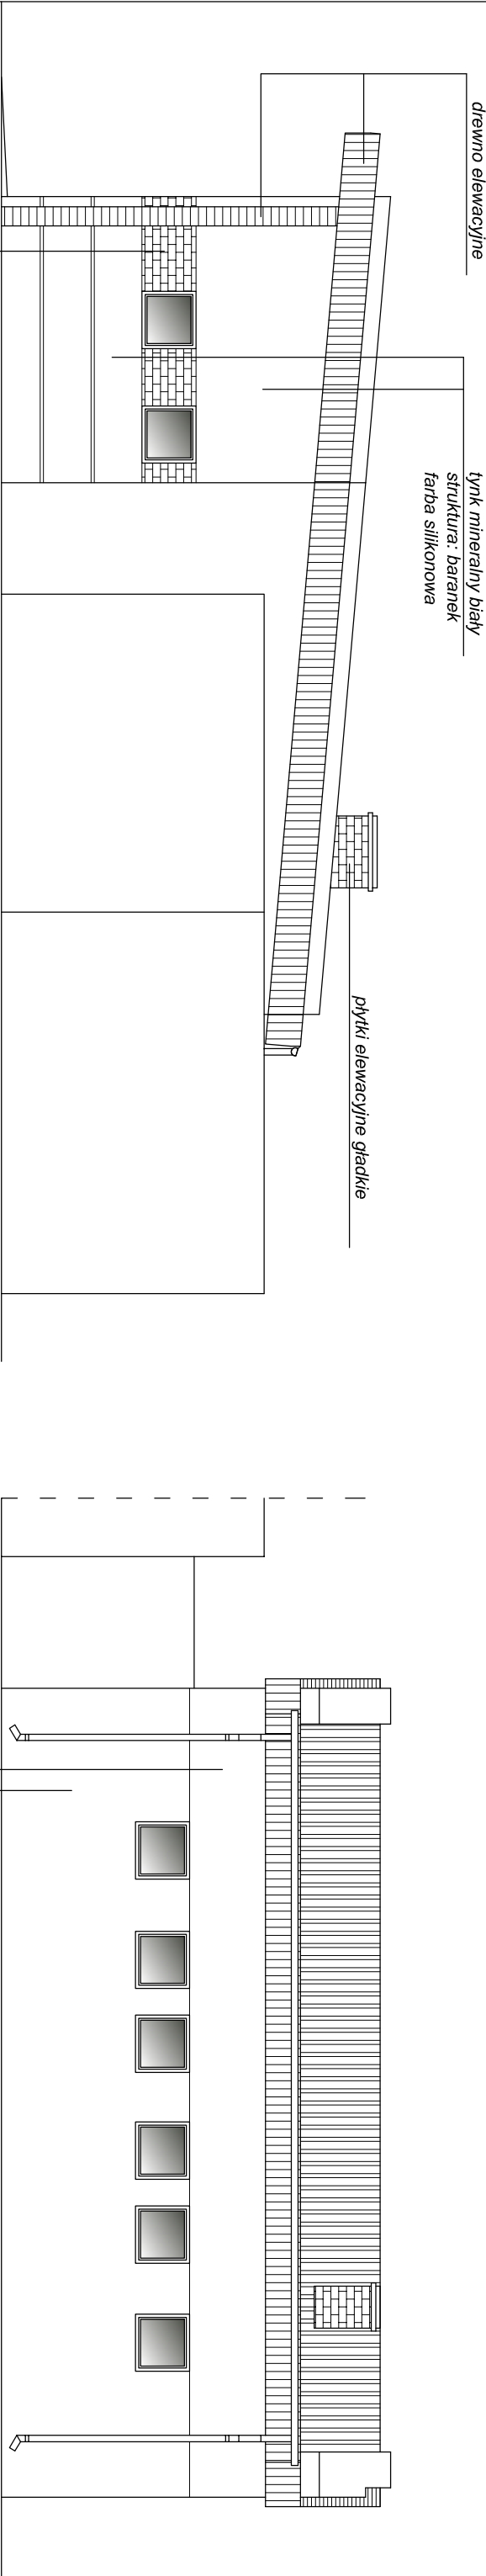 drewno elewacyjne
tynk mineralny biały
struktura: baranek
farba silikonowa
płytki elewacyjne gładkie